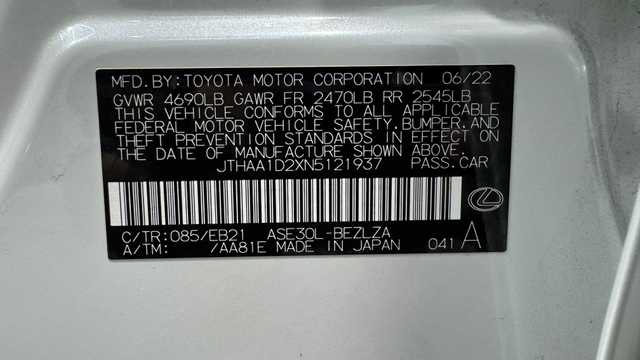 MFD. BY: TOYOTA MOTOR CORPORATION 06/22
GVWR 4690LB GAWR FR 2470LB RR 2545LB
THIS VEHICLE CONFORMS TO ALL APPLICABLE
FEDERAL MOTOR VEHICLE SAFETY, BUMPER, AND
THEFT PREVENTION STANDARDS IN EFFECT ON
THE DATE OF MANUFACTURE SHOWN ABOVE.
JTHAA1D2XN5121937 PASS.CAR
C/TR: 085/EB21 ASE30L-BEZLZA
A/TM: /AA81E MADE IN JAPAN 041 A